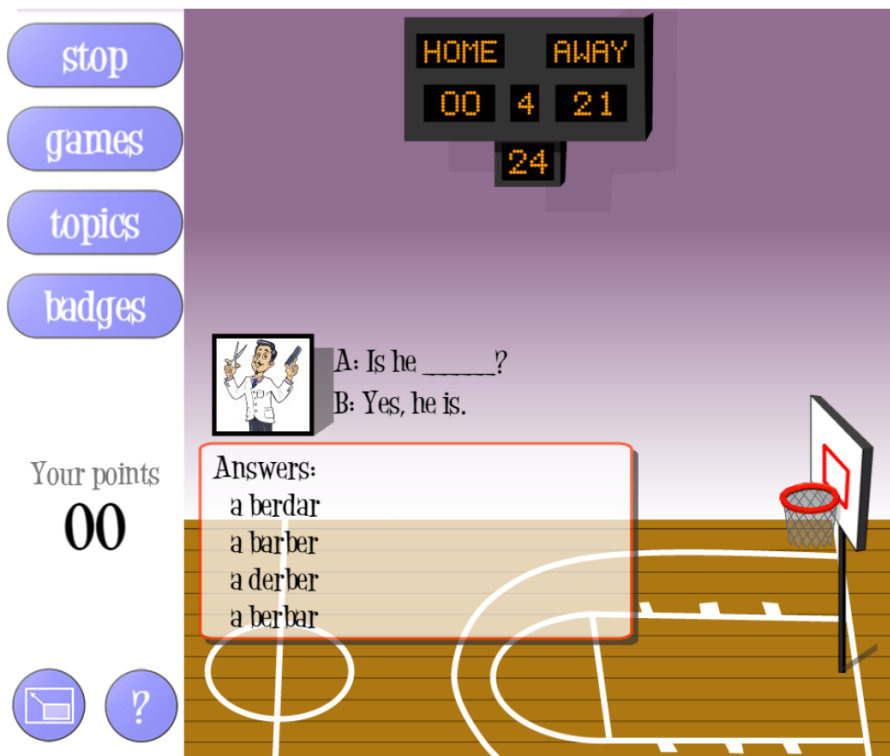 stop
games
topics
badges
Your points
00
?
HOME AWAY
00 4 21
24
A: Is he ______?
B: Yes, he is.
Answers:
a berdar
a barber
a derber
a berbar